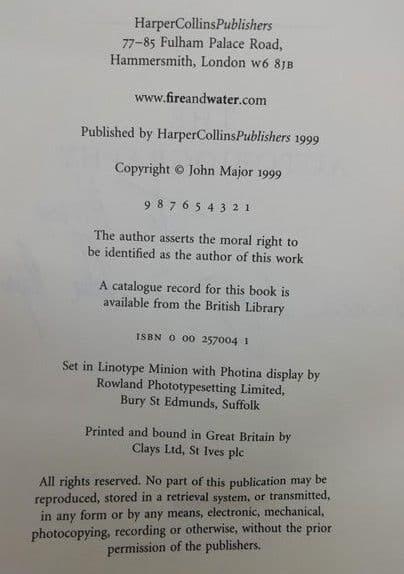 HarperCollinsPublishers
77–85 Fulham Palace Road,
Hammersmith, London W6 8JB
www.fireandwater.com
Published by HarperCollinsPublishers 1999
Copyright © John Major 1999
9 8 7 6 5 4 3 2 1
The author asserts the moral right to
be identified as the author of this work
A catalogue record for this book is
available from the British Library
ISBN 0 00 257004 1
Set in Linotype Minion with Photina display by
Rowland Phototypesetting Limited,
Bury St Edmunds, Suffolk
Printed and bound in Great Britain by
Clays Ltd, St Ives plc
All rights reserved. No part of this publication may be
reproduced, stored in a retrieval system, or transmitted,
in any form or by any means, electronic, mechanical,
photocopying, recording or otherwise, without the prior
permission of the publishers.